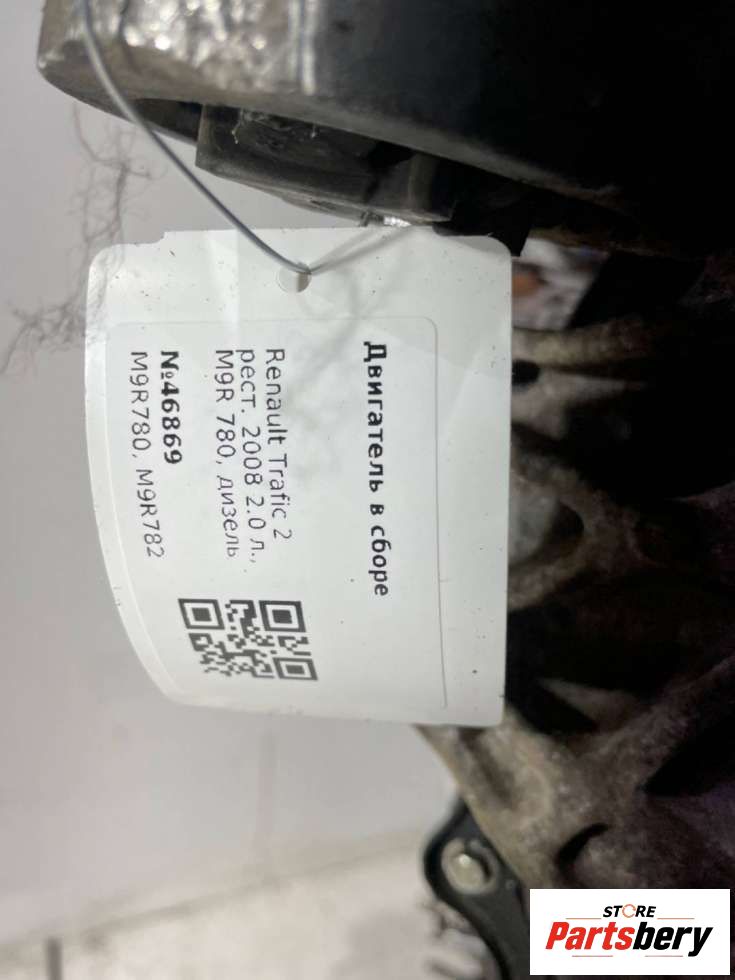 Двигатель в сборе
Renault Trafic 2
рест. 2008 2.0 л.,
M9R 780, дизель,
№46869
M9R780, M9R782
STORE
Partsbery